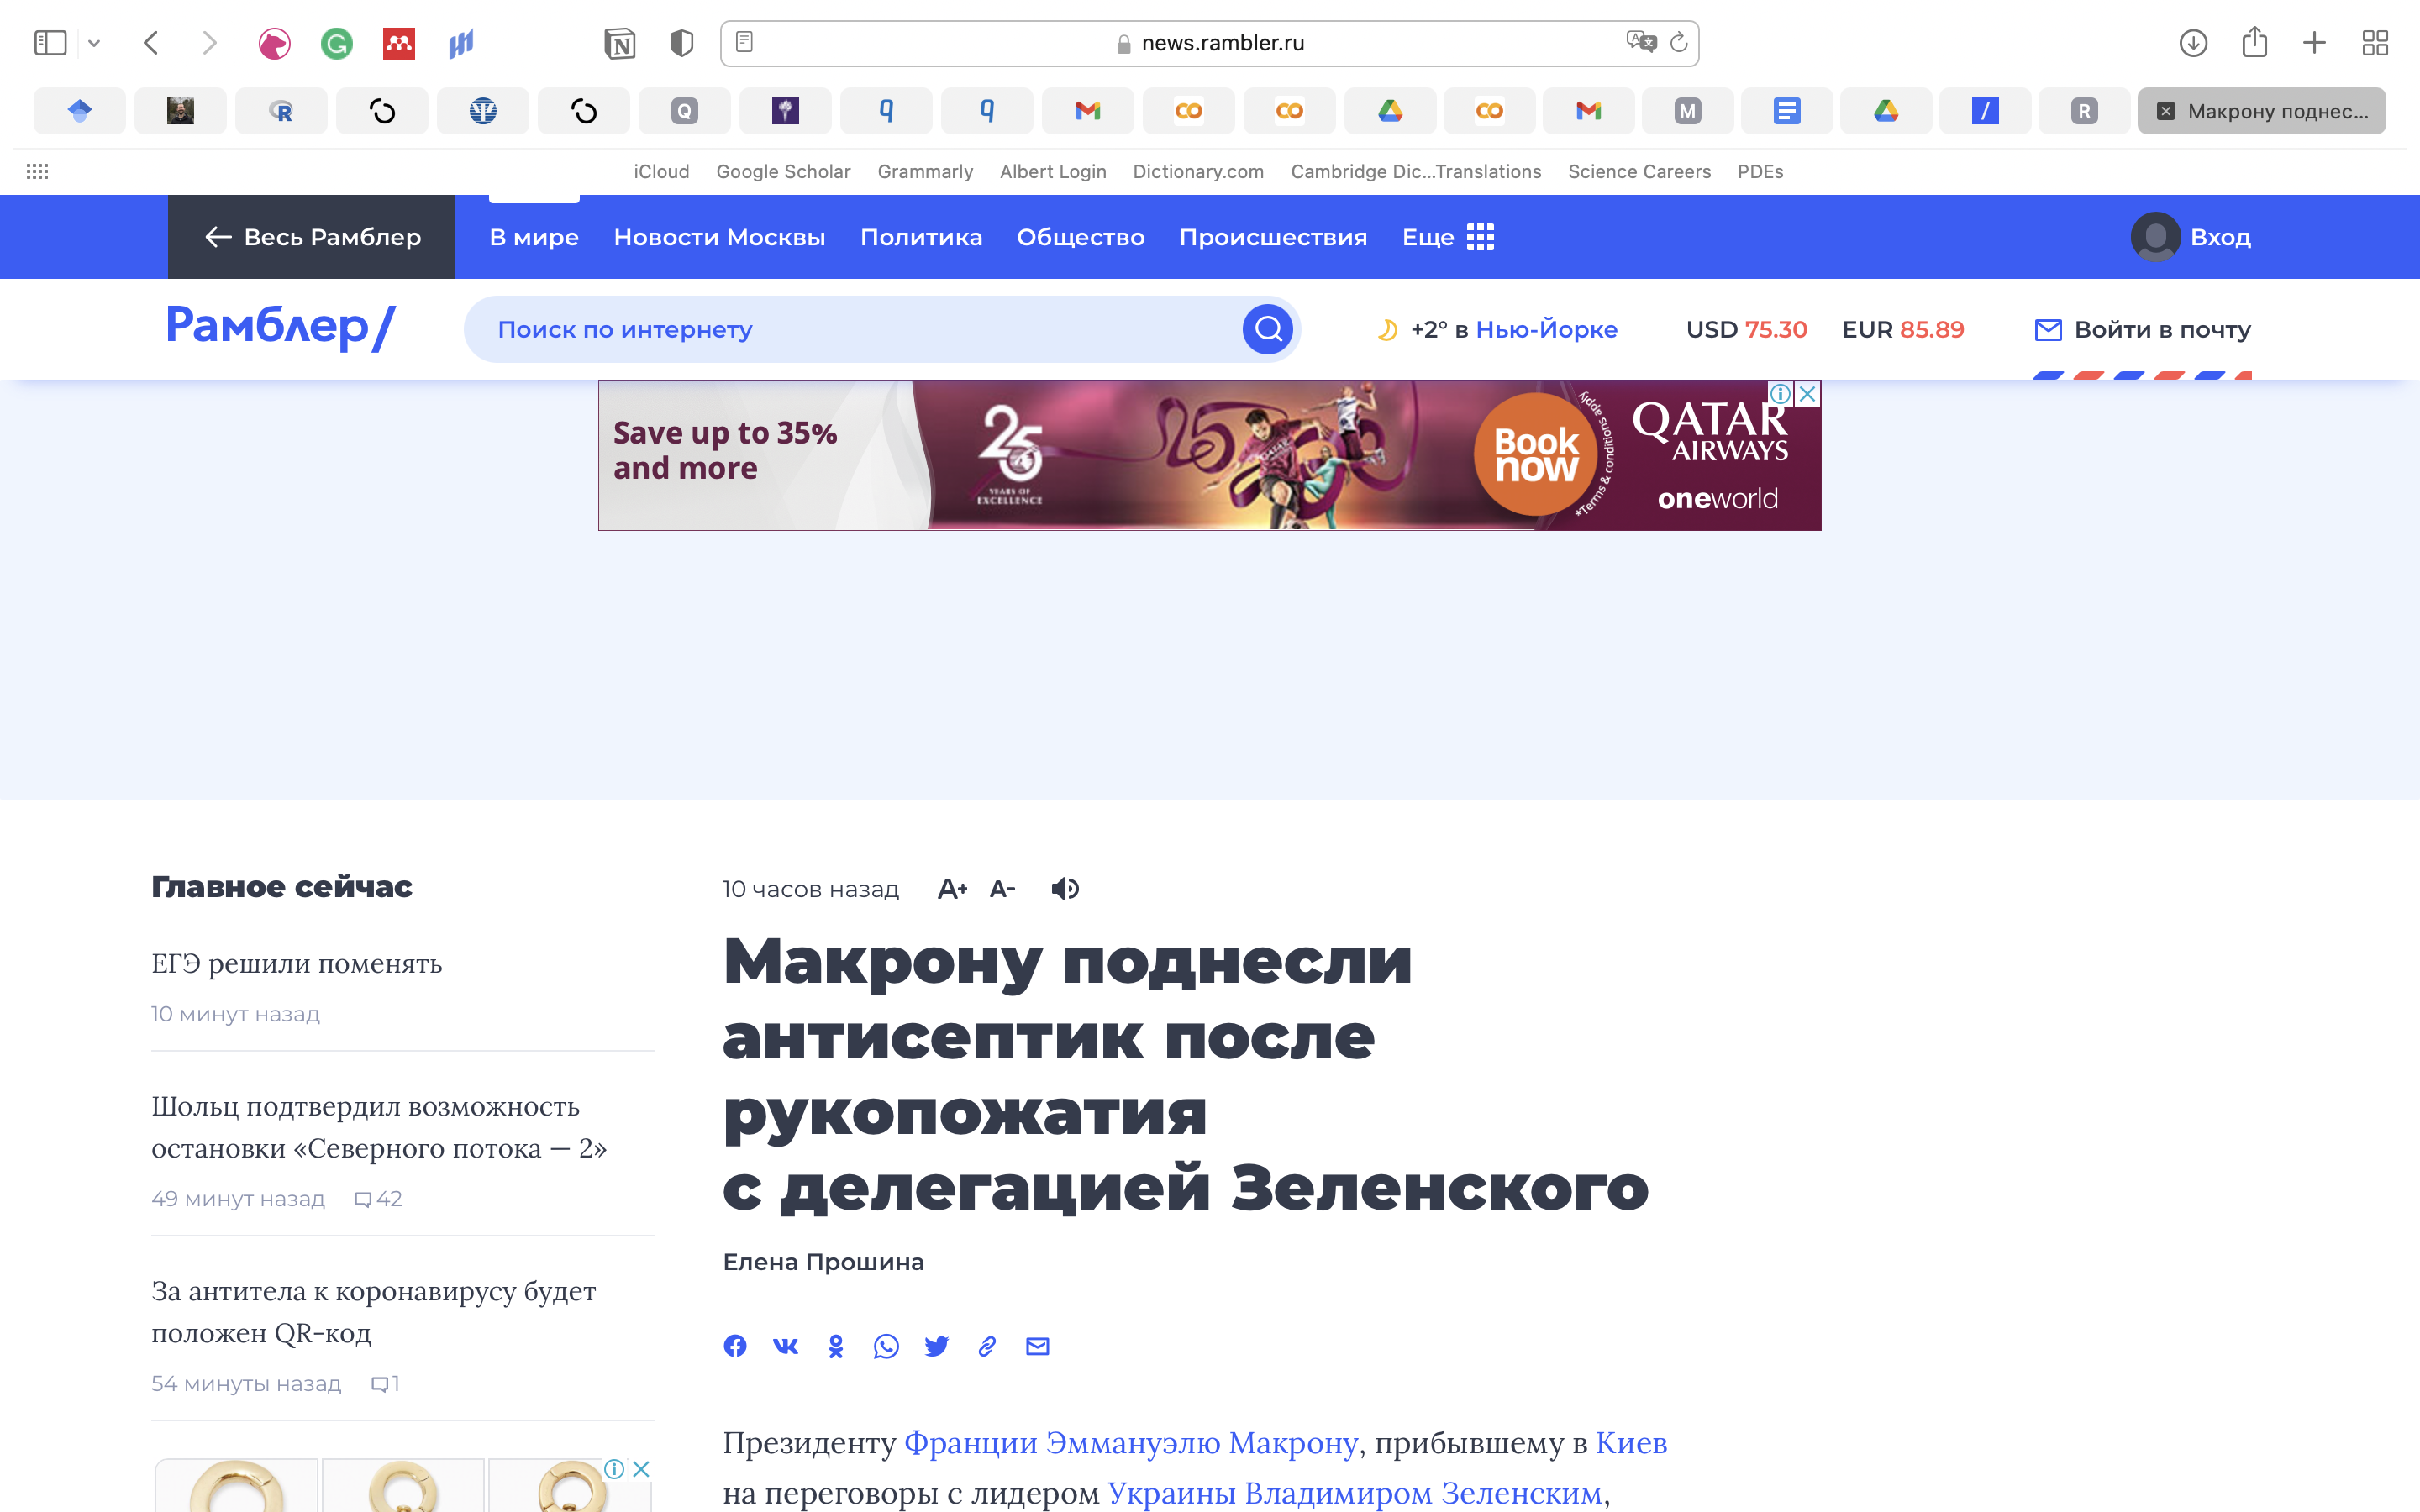 news.rambler.ru
Q
M
R
Макрону поднес...
iCloud Google Scholar Grammarly Albert Login Dictionary.com Cambridge Dic...Translations Science Careers PDEs
Весь Рамблер В мире Новости Москвы Политика Общество Происшествия Еще Вход
Рамблер/ Поиск по интернету +2° в Нью-Йорке USD 75.30 EUR 85.89 Войти в почту
Save up to 35%
and more
25
YEARS OF
EXCELLENCE
Book
now
*Terms & conditions apply
QATAR
AIRWAYS
oneworld
Главное сейчас
ЕГЭ решили поменять
10 минут назад
Шольц подтвердил возможность
остановки «Северного потока — 2»
49 минут назад 42
За антитела к коронавирусу будет
положен QR-код
54 минуты назад 1
10 часов назад A+ A-
Макрону поднесли
антисептик после
рукопожатия
с делегацией Зеленского
Елена Прошина
Президенту Франции Эммануэлю Макрону, прибывшему в Киев
на переговоры с лидером Украины Владимиром Зеленским,